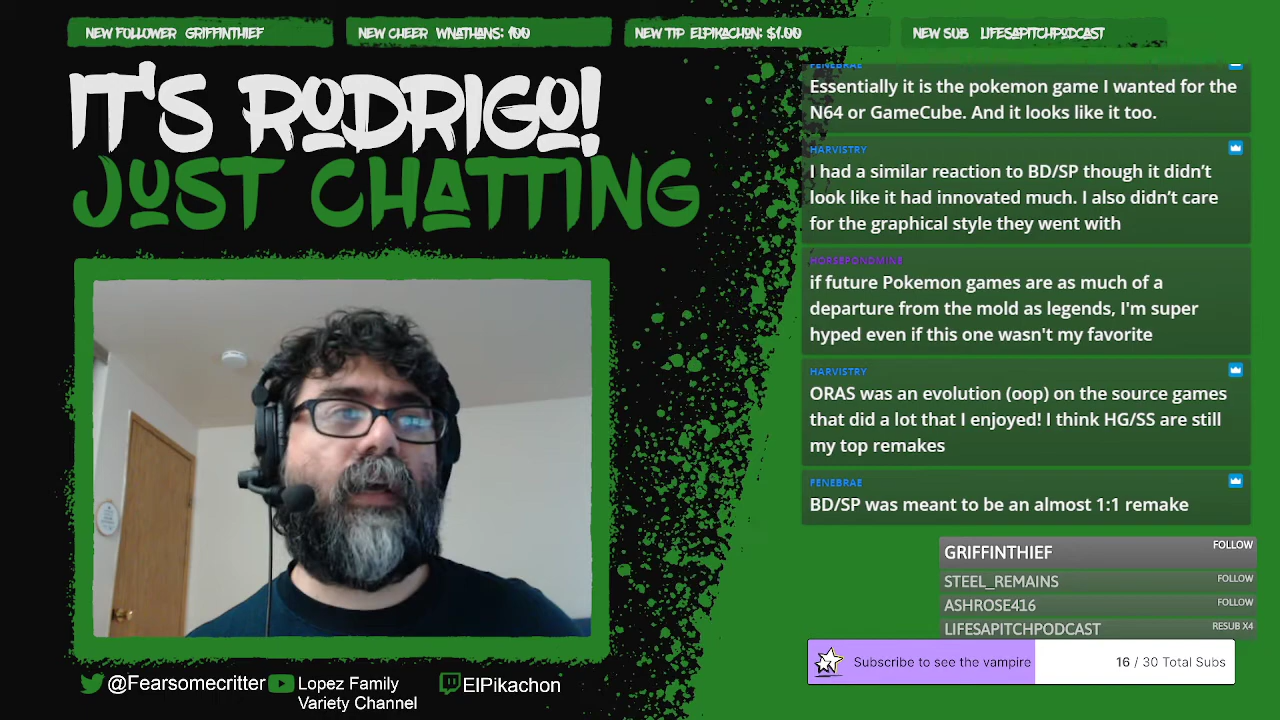 NEW FOLLOWER GRIFFINTHIEF
NEW CHEER WNATHANS: 100
NEW TIP ELPIKACHON: $1.00
NEW SUB LIFESAPITCHPODCAST
IT'S RODRIGO!
JUST CHATTING
FENEBRAE
Essentially it is the pokemon game I wanted for the
N64 or GameCube. And it looks like it too.
HARVISTRY
I had a similar reaction to BD/SP though it didn't
look like it had innovated much. I also didn't care
for the graphical style they went with
HORSEPONDMINE
if future Pokemon games are as much of a
departure from the mold as legends, I'm super
hyped even if this one wasn't my favorite
HARVISTRY
ORAS was an evolution (oop) on the source games
that did a lot that I enjoyed! I think HG/SS are still
my top remakes
FENEBRAE
BD/SP was meant to be an almost 1:1 remake
GRIFFINTHIEF FOLLOW
STEEL_REMAINS FOLLOW
ASHROSE416 FOLLOW
LIFESAPITCHPODCAST RESUB X4
Subscribe to see the vampire 16 / 30 Total Subs
@Fearsomecritter
Lopez Family
Variety Channel
ElPikachon